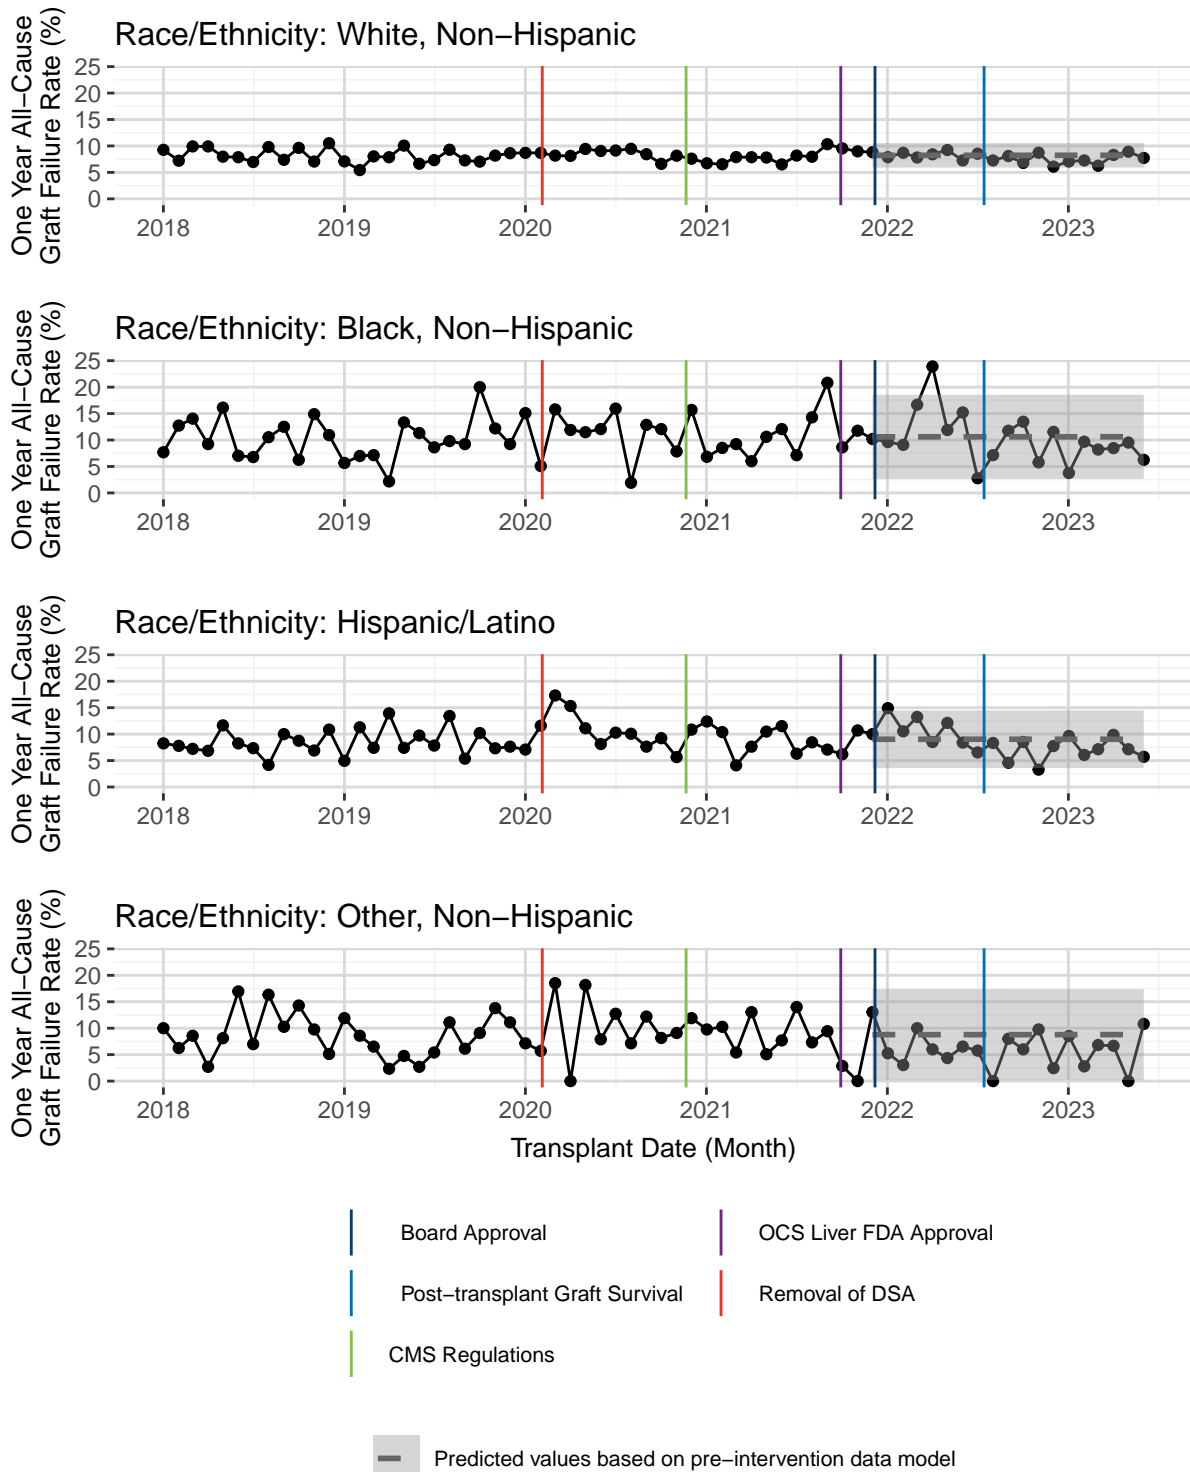 Race/Ethnicity: White, Non−Hispanic
One Year All−Cause
Graft Failure Rate (%)
25
20
15
10
5
0
2018 2019 2020 2021 2022 2023
Race/Ethnicity: Black, Non−Hispanic
One Year All−Cause
Graft Failure Rate (%)
25
20
15
10
5
0
2018 2019 2020 2021 2022 2023
Race/Ethnicity: Hispanic/Latino
One Year All−Cause
Graft Failure Rate (%)
25
20
15
10
5
0
2018 2019 2020 2021 2022 2023
Race/Ethnicity: Other, Non−Hispanic
One Year All−Cause
Graft Failure Rate (%)
25
20
15
10
5
0
2018 2019 2020 2021 2022 2023
Transplant Date (Month)
Board Approval
OCS Liver FDA Approval
Post−transplant Graft Survival
Removal of DSA
CMS Regulations
Predicted values based on pre−intervention data model